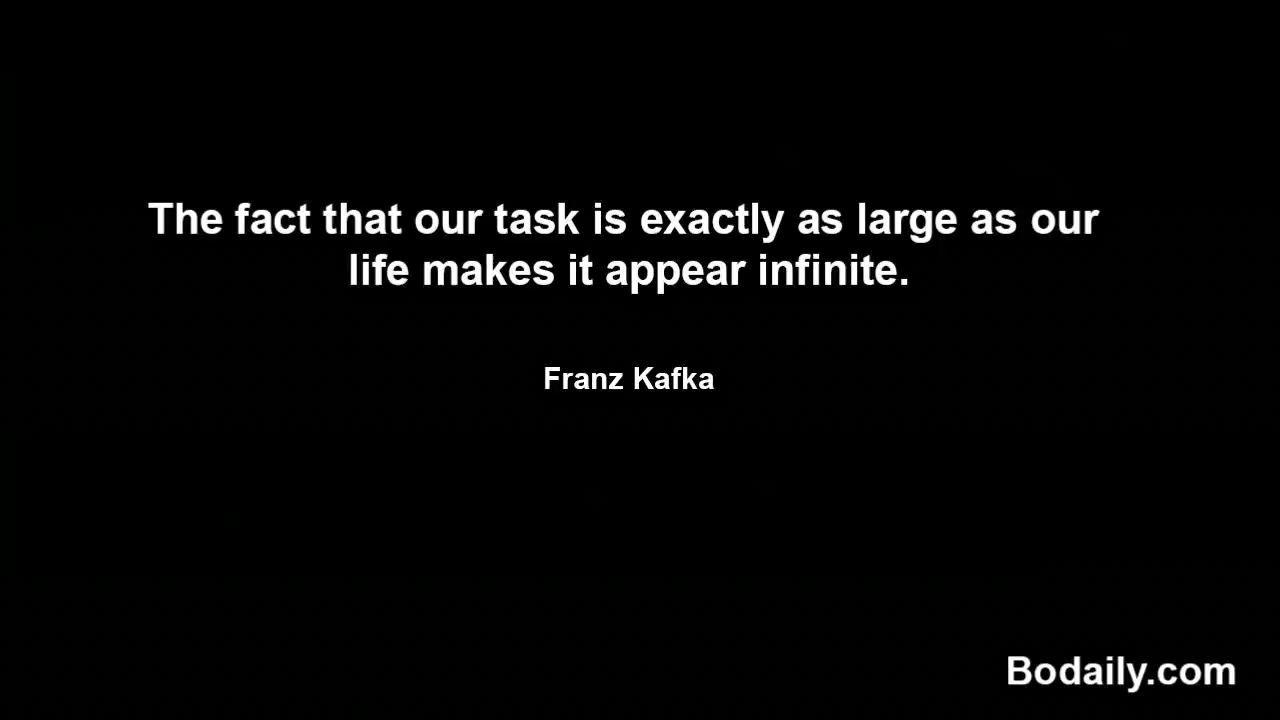 The fact that our task is exactly as large as our
life makes it appear infinite.
Franz Kafka
Bodaily.com